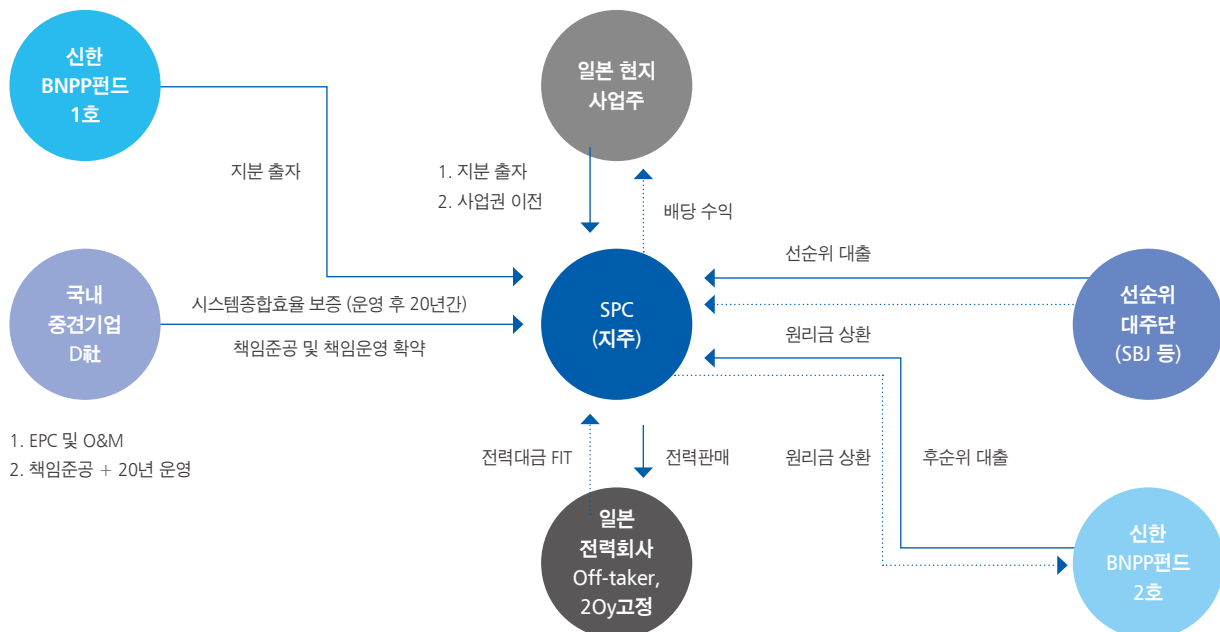 신한
BNPP펀드
1호
일본 현지
사업주
지분 출자
1. 지분 출자
2. 사업권 이전
배당 수익
국내
중견기업
D社
시스템종합효율 보증 (운영 후 20년간)
책임준공 및 책임운영 확약
SPC
(지주)
선순위 대출
원리금 상환
선순위
대주단
(SBJ 등)
1. EPC 및 O&M
2. 책임준공 + 20년 운영
전력대금 FIT
전력판매
원리금 상환
후순위 대출
일본
전력회사
Off-taker,
2Oy고정
신한
BNPP펀드
2호